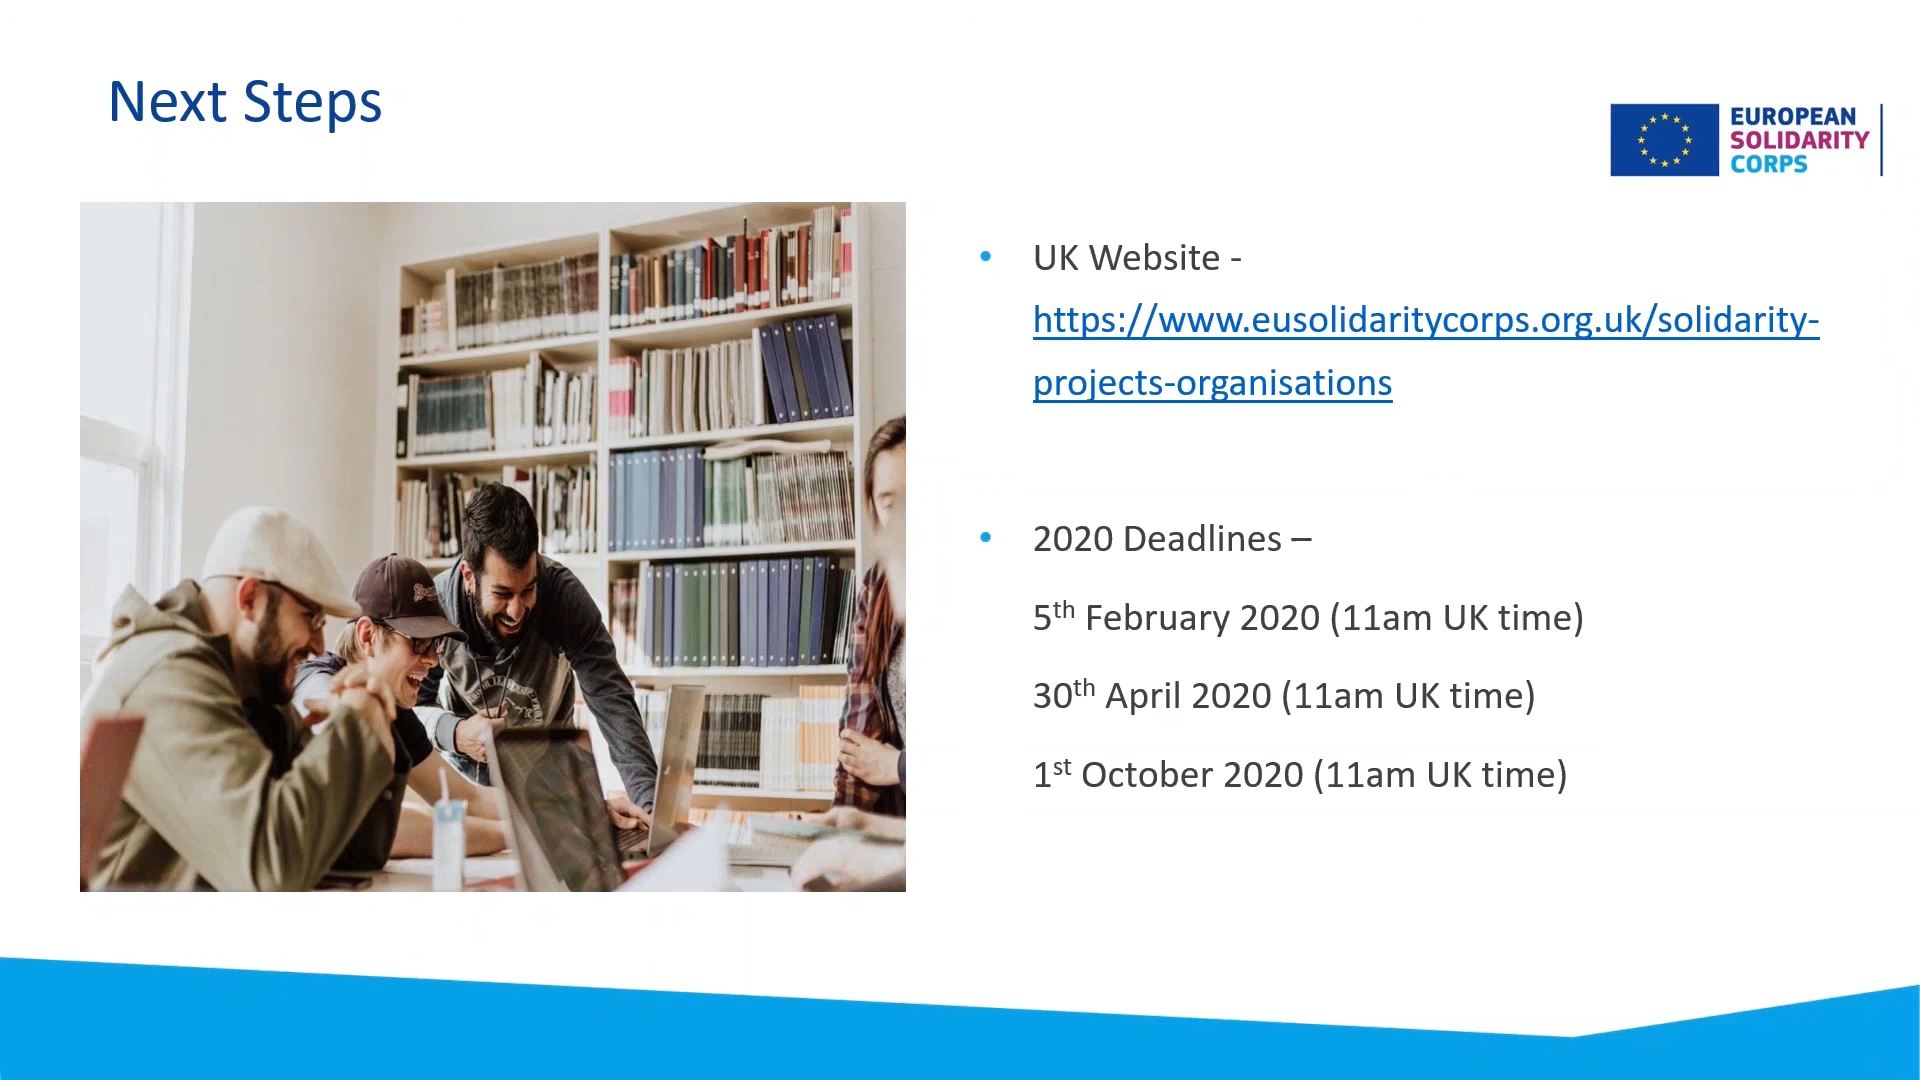 Next Steps
EUROPEAN
SOLIDARITY
CORPS
• UK Website -
https://www.eusolidaritycorps.org.uk/solidarity-
projects-organisations
• 2020 Deadlines –
5th February 2020 (11am UK time)
30th April 2020 (11am UK time)
1st October 2020 (11am UK time)